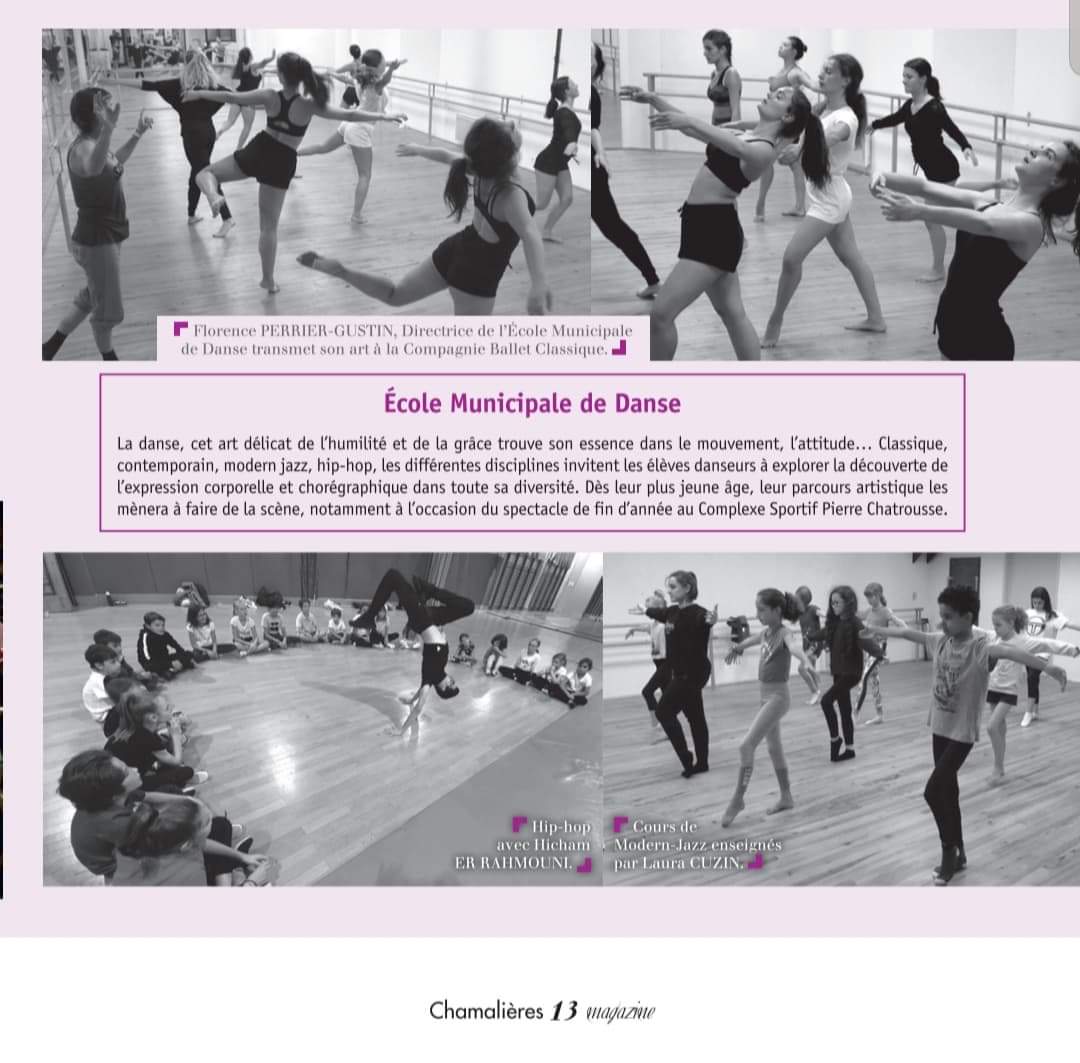 Florence PERRIER-GUSTIN, Directrice de l'École Municipale
de Danse transmet son art à la Compagnie Ballet Classique.
École Municipale de Danse
La danse, cet art délicat de l'humilité et de la grâce trouve son essence dans le mouvement, l'attitude... Classique,
contemporain, modern jazz, hip-hop, les différentes disciplines invitent les élèves danseurs à explorer la découverte de
l'expression corporelle et chorégraphique dans toute sa diversité. Dès leur plus jeune âge, leur parcours artistique les
mènera à faire de la scène, notamment à l'occasion du spectacle de fin d'année au Complexe Sportif Pierre Chatrousse.
Hip-hop
avec Hicham
ER RAHMOUNI.
Cours de
Modern-Jazz enseignés
par Laura CUZIN.
Chamalières 13 magazine